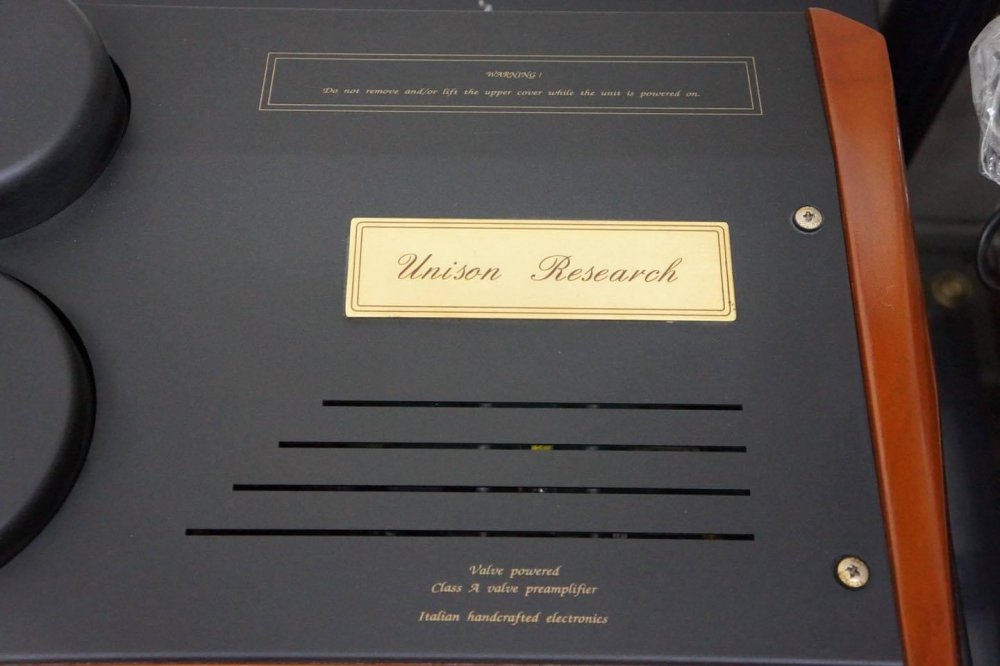 WARNING !
Do not remove and/or lift the upper cover while the unit is powered on.
Unison Research
Valve powered
Class A valve preamplifier
Italian handcrafted electronics